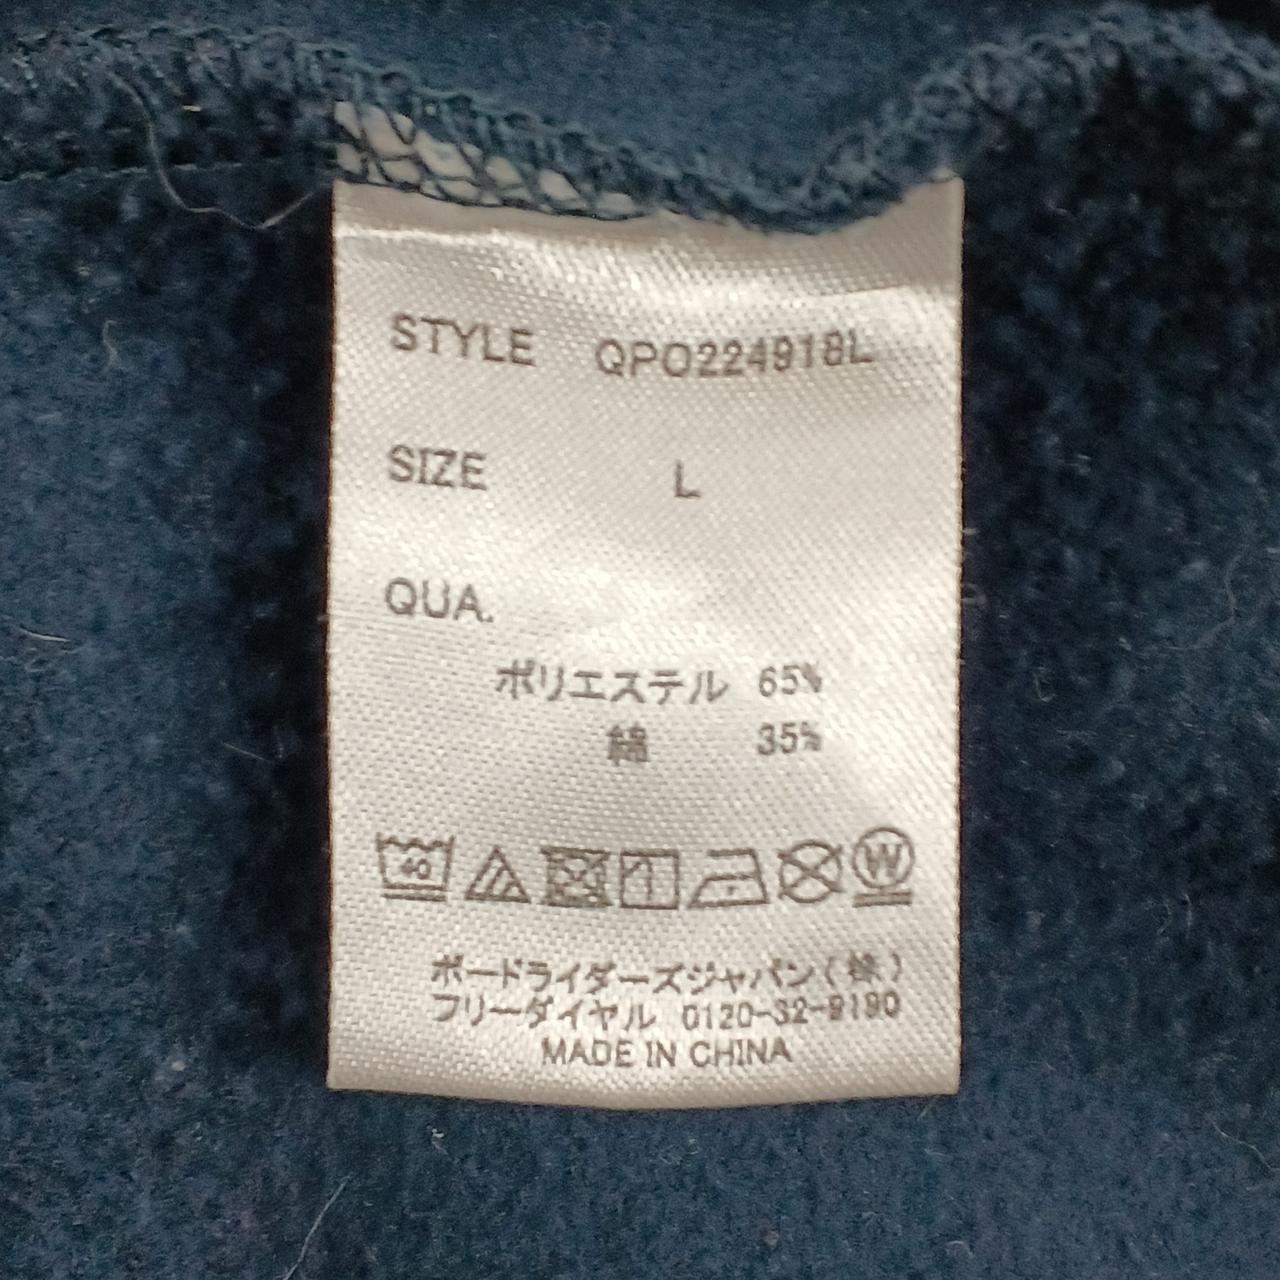 STYLE QPO224918L
SIZE L
QUA.
ポリエステル 65%
綿 35%
40
W
ボードライダーズジャパン(株)
フリーダイヤル 0120-32-9190
MADE IN CHINA